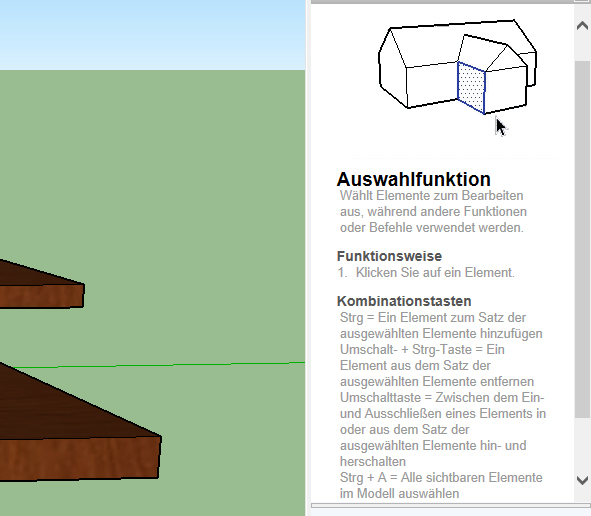 Auswahlfunktion
Wählt Elemente zum Bearbeiten
aus, während andere Funktionen
oder Befehle verwendet werden.
Funktionsweise
1. Klicken Sie auf ein Element.
Kombinationstasten
Strg = Ein Element zum Satz der
ausgewählten Elemente hinzufügen
Umschalt- + Strg-Taste = Ein
Element aus dem Satz der
ausgewählten Elemente entfernen
Umschalttaste = Zwischen dem Ein-
und Ausschließen eines Elements in
oder aus dem Satz der
ausgewählten Elemente hin- und
herschalten
Strg + A = Alle sichtbaren Elemente
im Modell auswählen